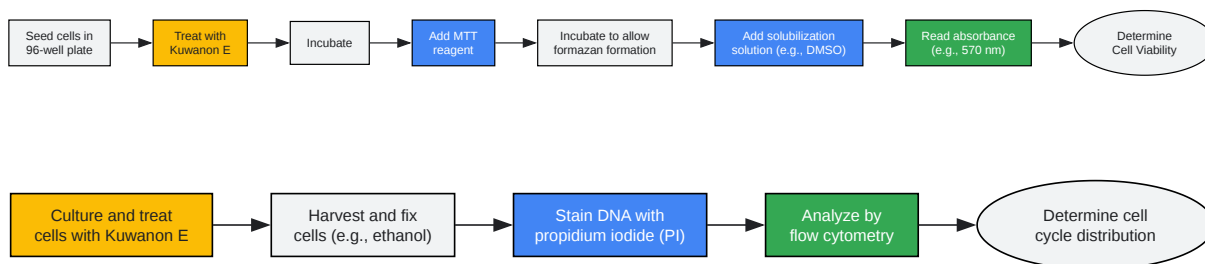 Seed cells in
96-well plate
Treat with
Kuwanon E
Incubate
Add MTT
reagent
Incubate to allow
formazan formation
Add solubilization
solution (e.g., DMSO)
Read absorbance
(e.g., 570 nm)
Determine
Cell Viability
Culture and treat
cells with Kuwanon E
Harvest and fix
cells (e.g., ethanol)
Stain DNA with
propidium iodide (PI)
Analyze by
flow cytometry
Determine cell
cycle distribution